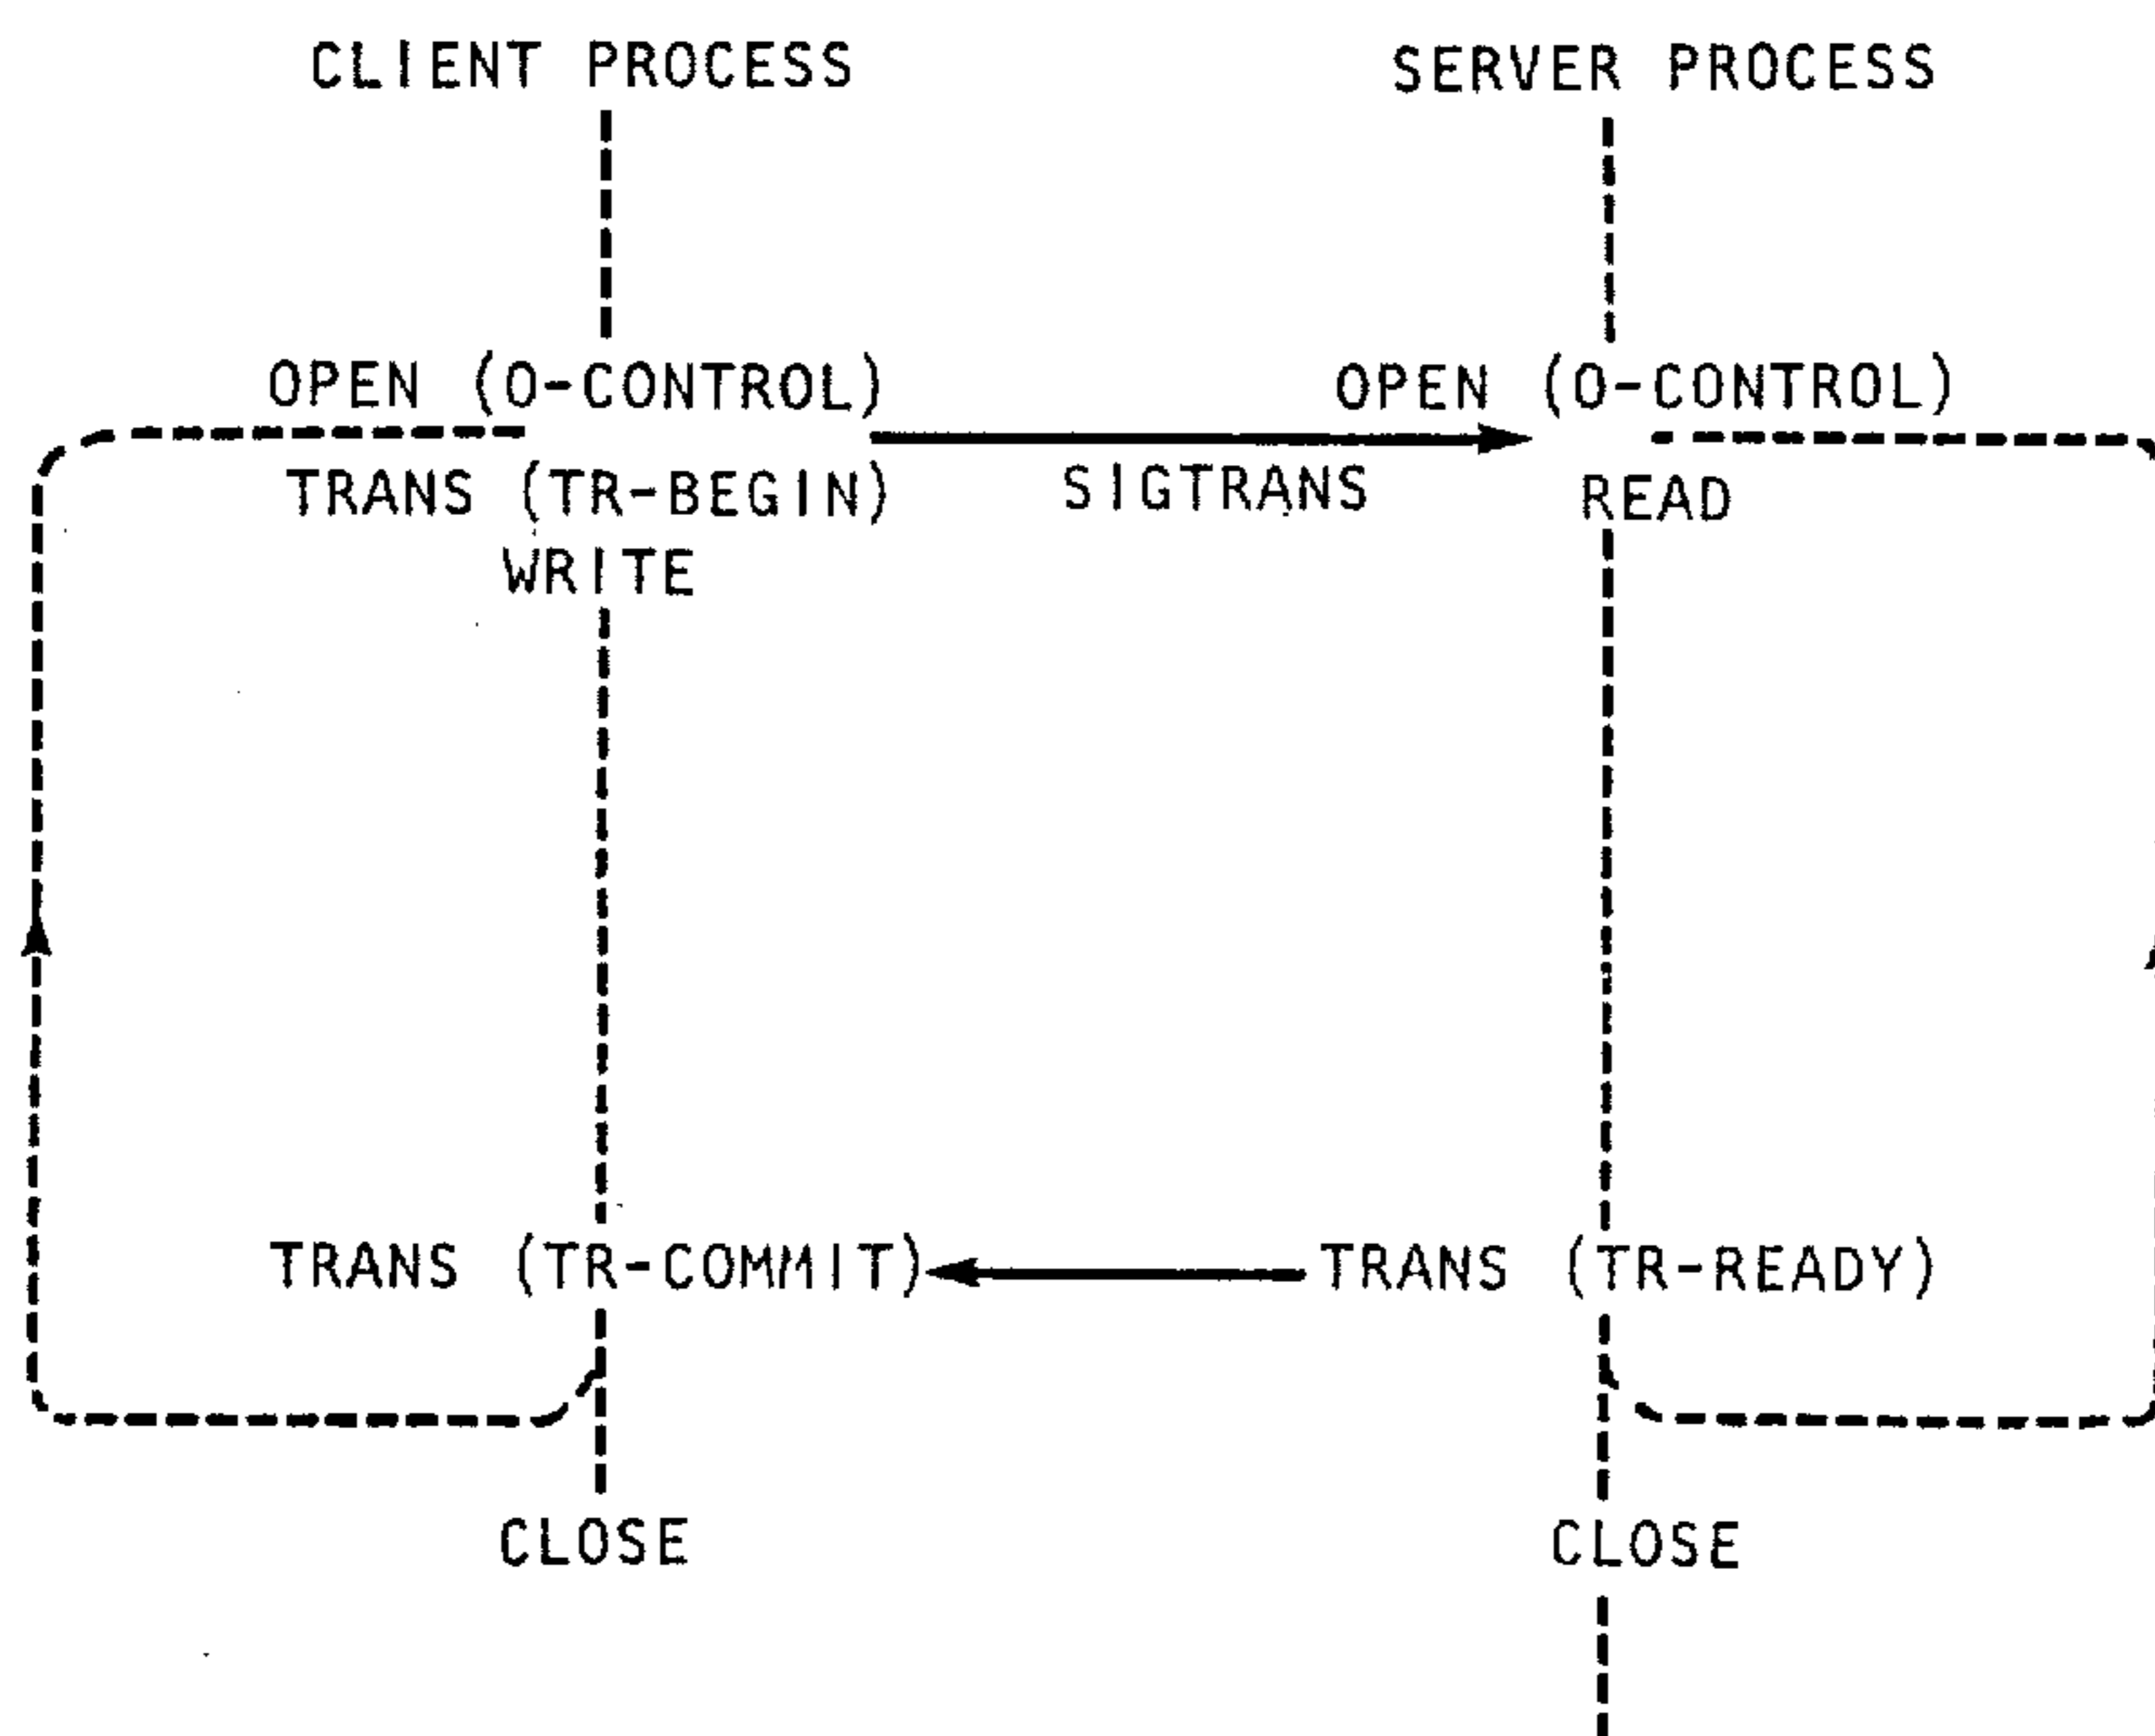 CLIENT PROCESS
SERVER PROCESS
OPEN (O-CONTROL)
OPEN (O-CONTROL)
TRANS (TR-BEGIN)
SIGTRANS
READ
WRITE
TRANS (TR-COMMIT)
TRANS (TR-READY)
CLOSE
CLOSE